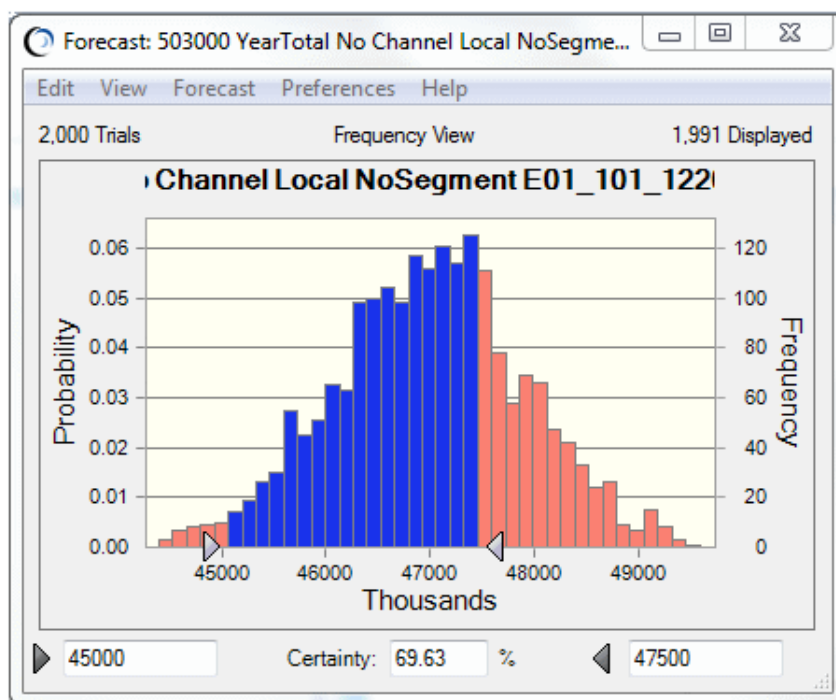 Forecast: 503000 YearTotal No Channel Local NoSegme...
Edit View Forecast Preferences Help
2,000 Trials Frequency View 1,991 Displayed
Channel Local NoSegment E01_101_122
0.06 120
0.05 100
0.04 80
0.03 60
0.02 40
0.01 20
0.00 0
Probability
Frequency
45000 46000 47000 48000 49000
Thousands
45000 Certainty: 69.63 % 47500